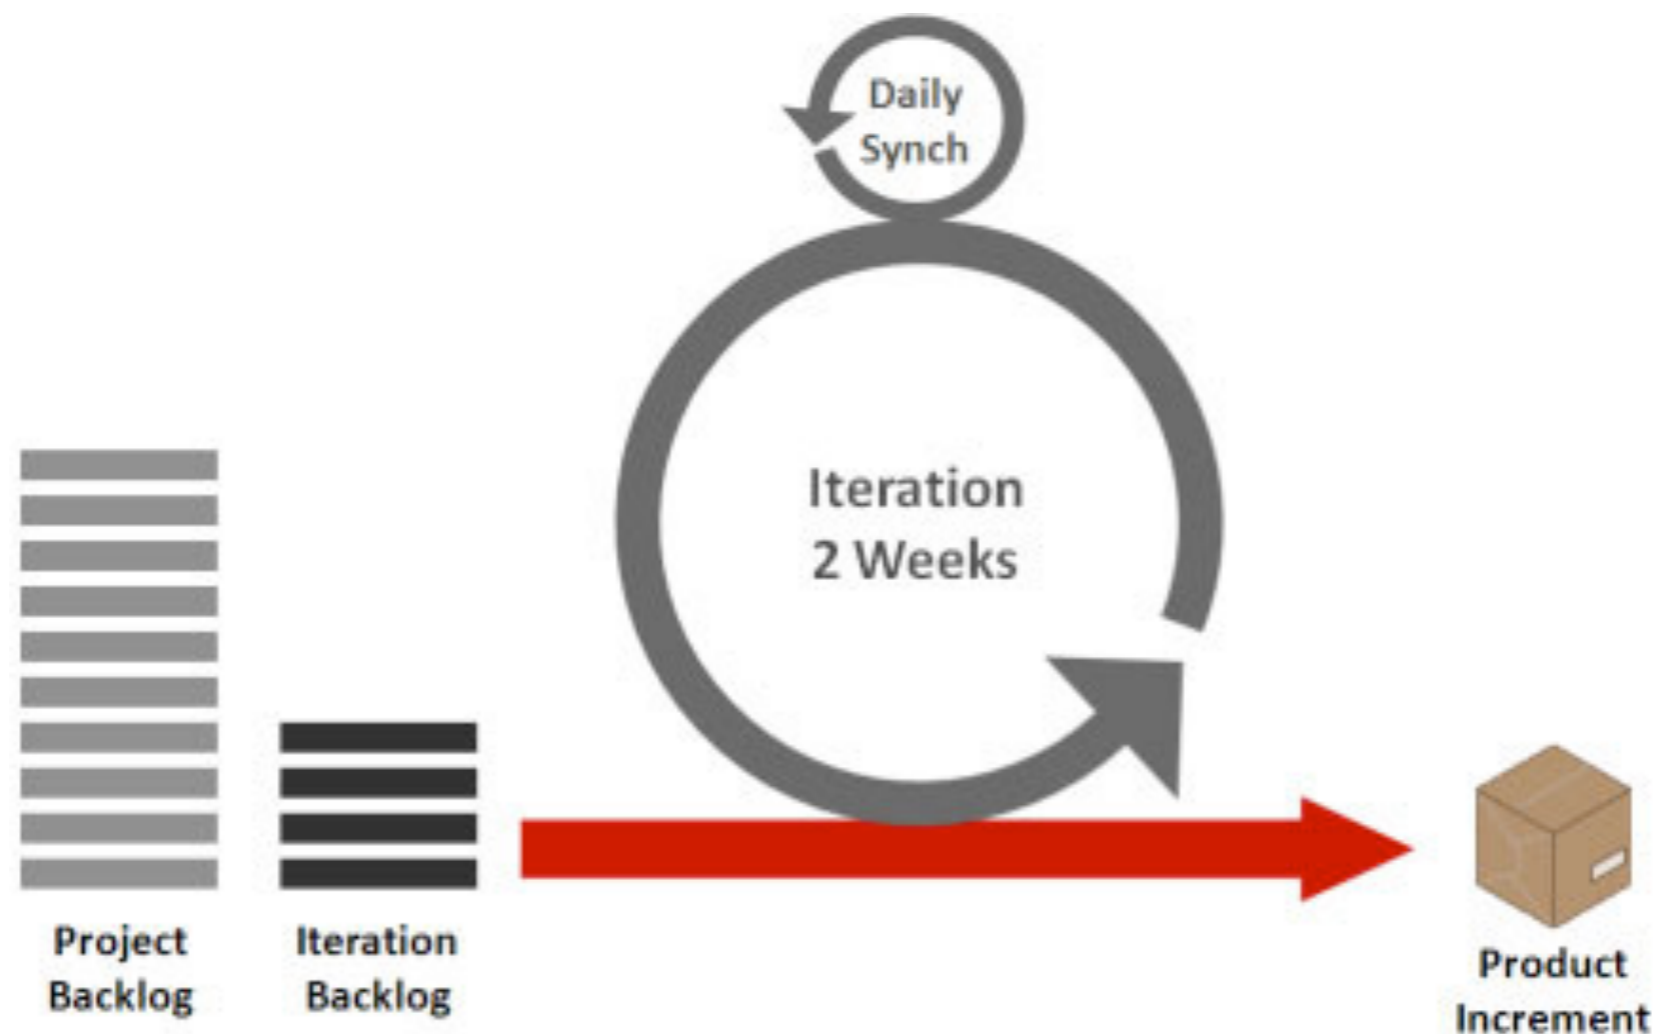 Daily
Synch
Iteration
2 Weeks
Project
Backlog
Iteration
Backlog
Product
Increment